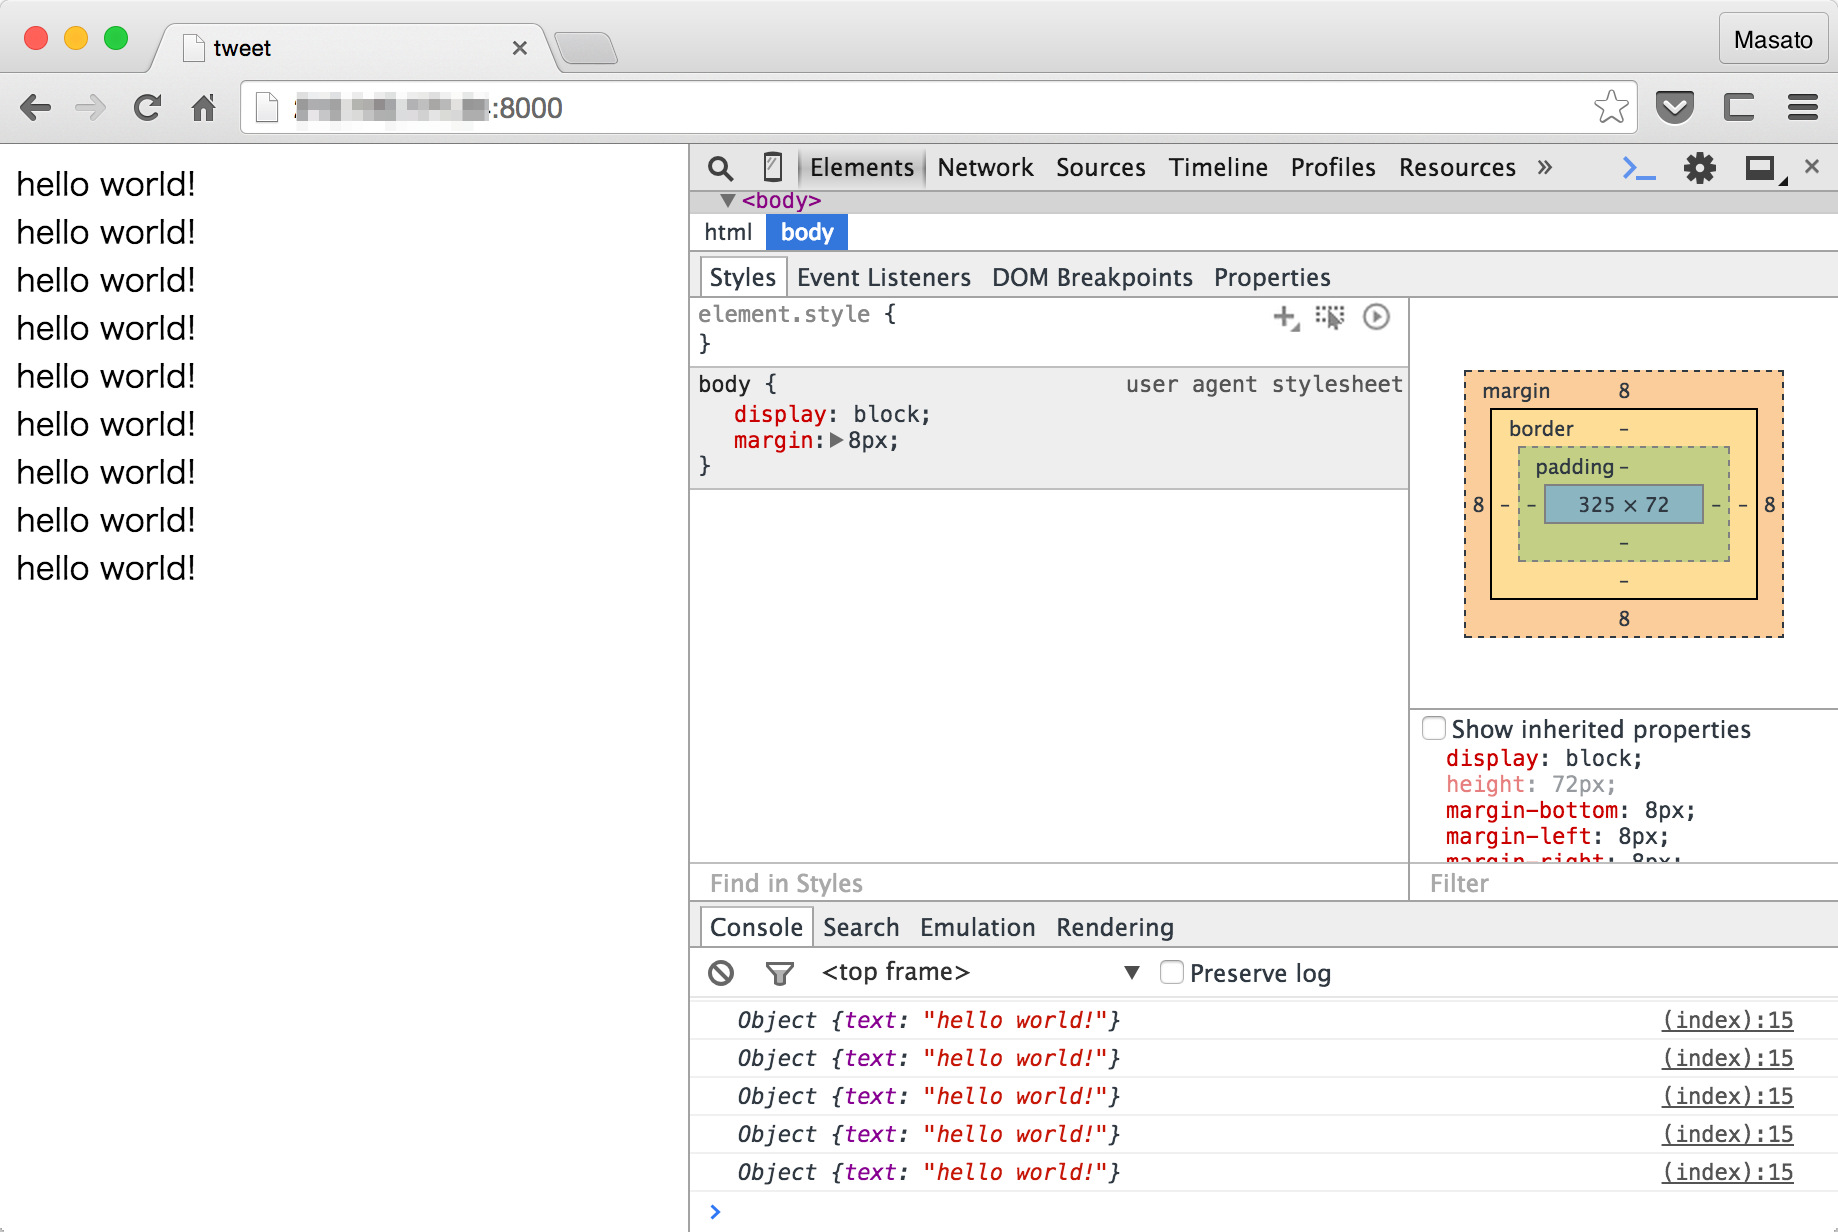 tweet
Masato
:8000
hello world!
hello world!
hello world!
hello world!
hello world!
hello world!
hello world!
hello world!
hello world!
Elements Network Sources Timeline Profiles Resources »
<body>
html body
Styles Event Listeners DOM Breakpoints Properties
element.style {
}
body { user agent stylesheet
display: block;
margin: 8px;
}
margin 8
border -
padding -
8 - - 325 × 72 - - 8
-
-
8
Show inherited properties
display: block;
height: 72px;
margin-bottom: 8px;
margin-left: 8px;
margin-right: 8px;
Find in Styles
Filter
Console Search Emulation Rendering
<top frame> ▼ Preserve log
Object {text: "hello world!"} (index):15
Object {text: "hello world!"} (index):15
Object {text: "hello world!"} (index):15
Object {text: "hello world!"} (index):15
Object {text: "hello world!"} (index):15
>